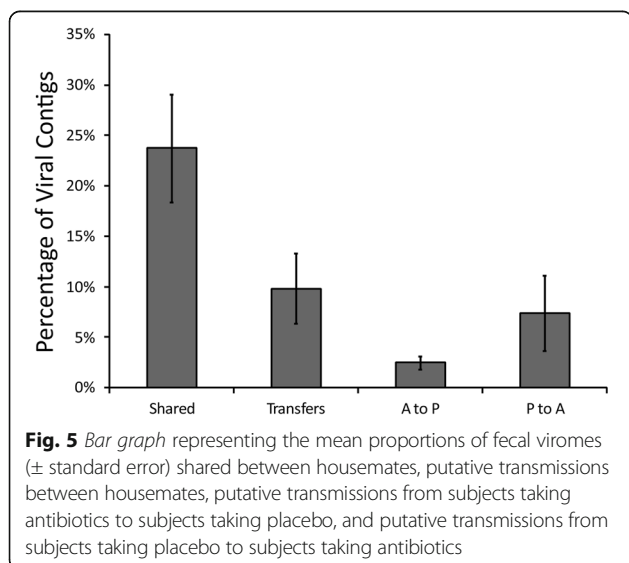 35%
30%
25%
20%
15%
10%
5%
0%
Percentage of Viral Contigs
Shared Transfers A to P P to A
Fig. 5 Bar graph representing the mean proportions of fecal viromes
(± standard error) shared between housemates, putative transmissions
between housemates, putative transmissions from subjects taking
antibiotics to subjects taking placebo, and putative transmissions from
subjects taking placebo to subjects taking antibiotics